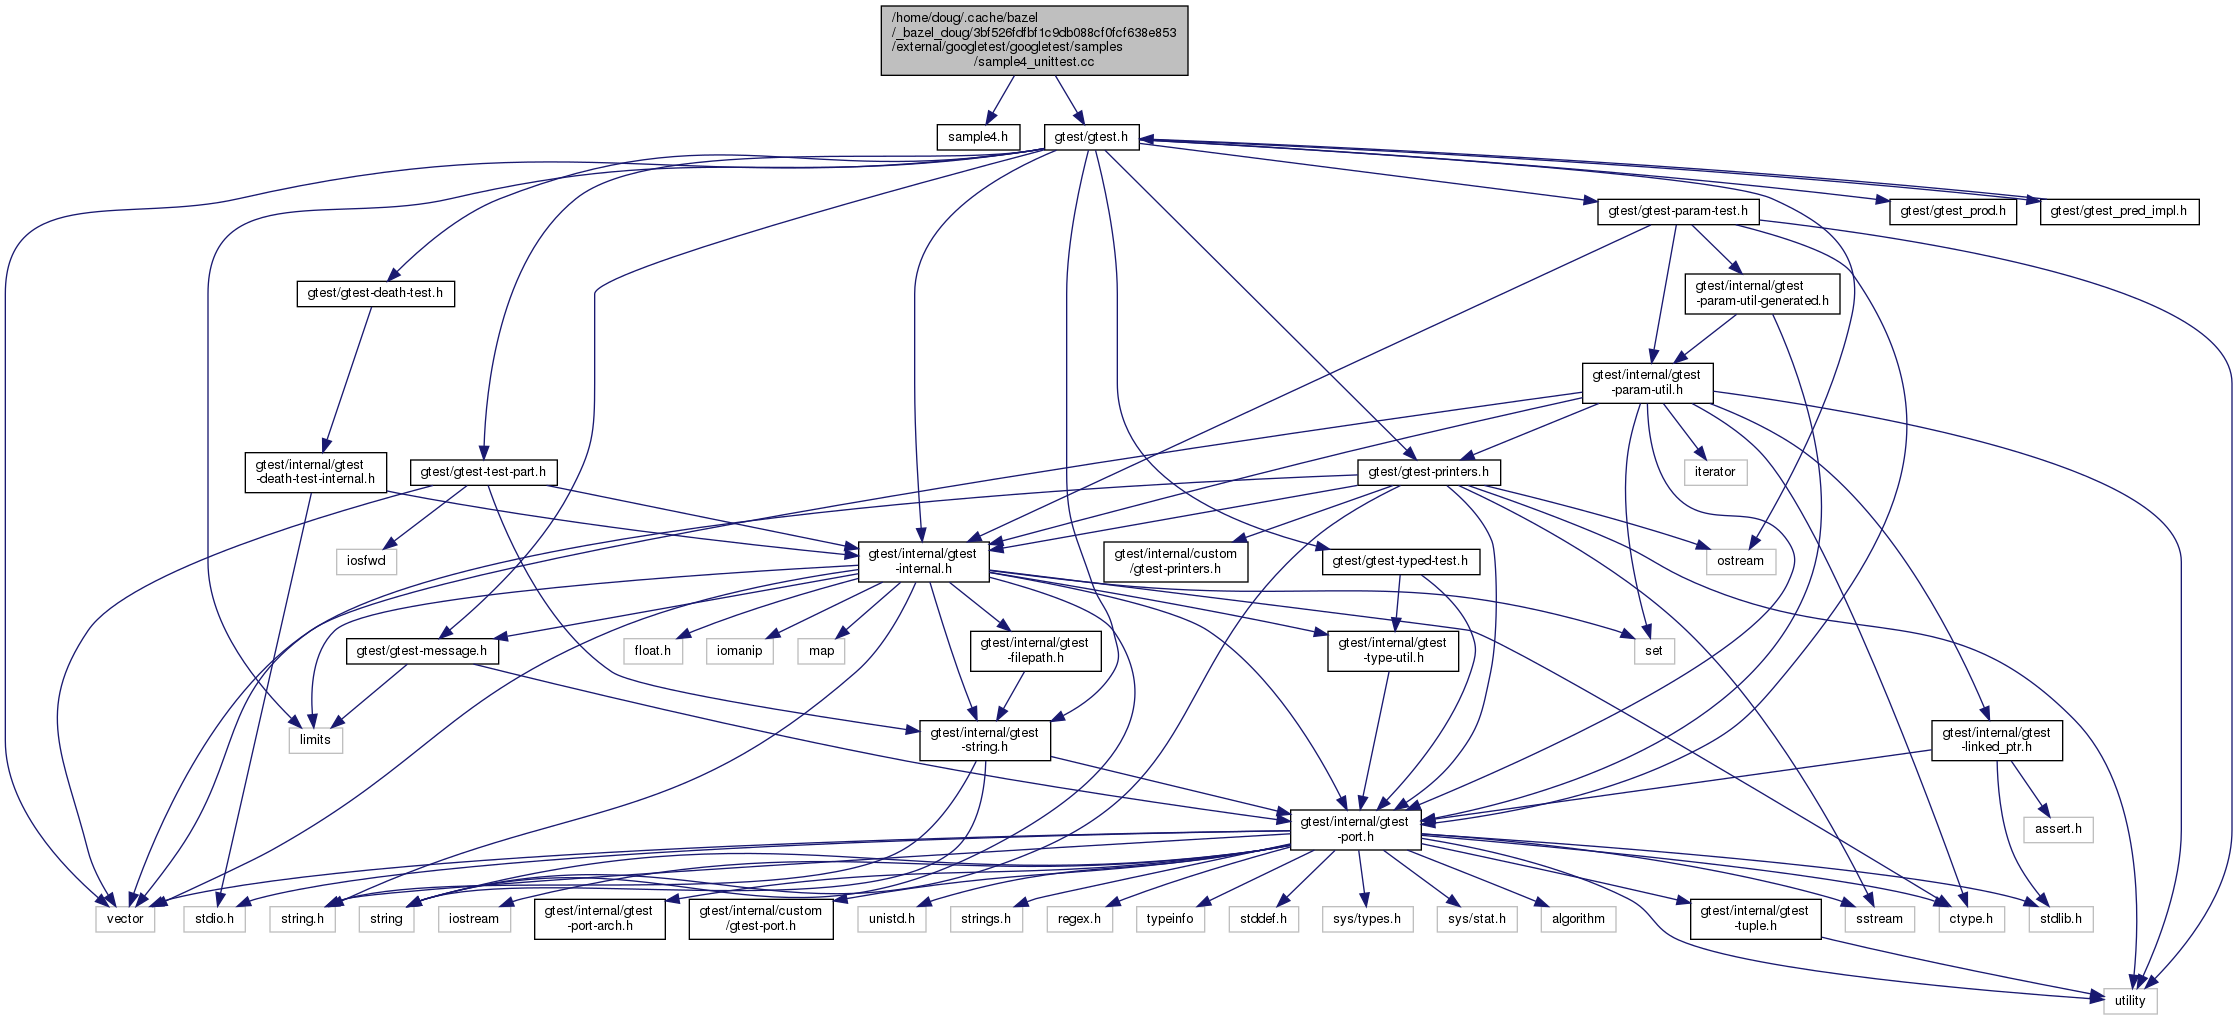 /home/doug/.cache/bazel
/_bazel_doug/3bf526fdfbf1c9db088cf0fcf638e853
/external/googletest/googletest/samples
/sample4_unittest.cc
sample4.h
gtest/gtest.h
gtest/gtest-param-test.h
gtest/gtest_prod.h
gtest/gtest_pred_impl.h
gtest/gtest-death-test.h
gtest/internal/gtest
-param-util-generated.h
gtest/internal/gtest
-param-util.h
gtest/internal/gtest
-death-test-internal.h
gtest/gtest-test-part.h
gtest/gtest-printers.h
iterator
iosfwd
gtest/internal/gtest
-internal.h
gtest/internal/custom
/gtest-printers.h
gtest/gtest-typed-test.h
ostream
gtest/gtest-message.h
float.h
iomanip
map
gtest/internal/gtest
-filepath.h
gtest/internal/gtest
-type-util.h
set
limits
gtest/internal/gtest
-string.h
gtest/internal/gtest
-linked_ptr.h
gtest/internal/gtest
-port.h
assert.h
vector
stdio.h
string.h
string
iostream
gtest/internal/gtest
-port-arch.h
gtest/internal/custom
/gtest-port.h
unistd.h
strings.h
regex.h
typeinfo
stddef.h
sys/types.h
sys/stat.h
algorithm
gtest/internal/gtest
-tuple.h
sstream
ctype.h
stdlib.h
utility